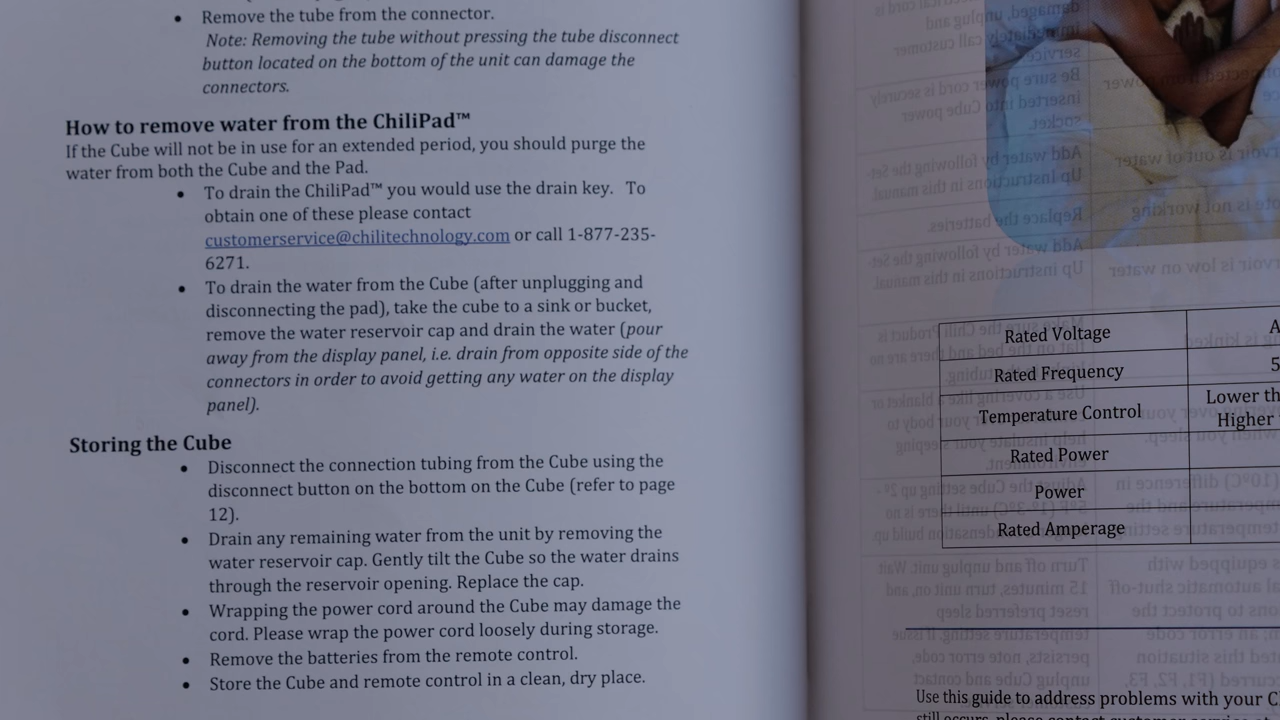 • Remove the tube from the connector.
Note: Removing the tube without pressing the tube disconnect
button located on the bottom of the unit can damage the
connectors.
How to remove water from the ChiliPad™
If the Cube will not be in use for an extended period, you should purge the
water from both the Cube and the Pad.
• To drain the ChiliPad™ you would use the drain key. To
obtain one of these please contact
customerservice@chilitechnology.com or call 1-877-235-
6271.
• To drain the water from the Cube (after unplugging and
disconnecting the pad), take the cube to a sink or bucket,
remove the water reservoir cap and drain the water (pour
away from the display panel, i.e. drain from opposite side of the
connectors in order to avoid getting any water on the display
panel).
Storing the Cube
• Disconnect the connection tubing from the Cube using the
disconnect button on the bottom on the Cube (refer to page
12).
• Drain any remaining water from the unit by removing the
water reservoir cap. Gently tilt the Cube so the water drains
through the reservoir opening. Replace the cap.
• Wrapping the power cord around the Cube may damage the
cord. Please wrap the power cord loosely during storage.
• Remove the batteries from the remote control.
• Store the Cube and remote control in a clean, dry place.
Rated Voltage A
Rated Frequency 5
Temperature Control Lower th
Higher
Rated Power
Power
Rated Amperage
Use this guide to address problems with your C